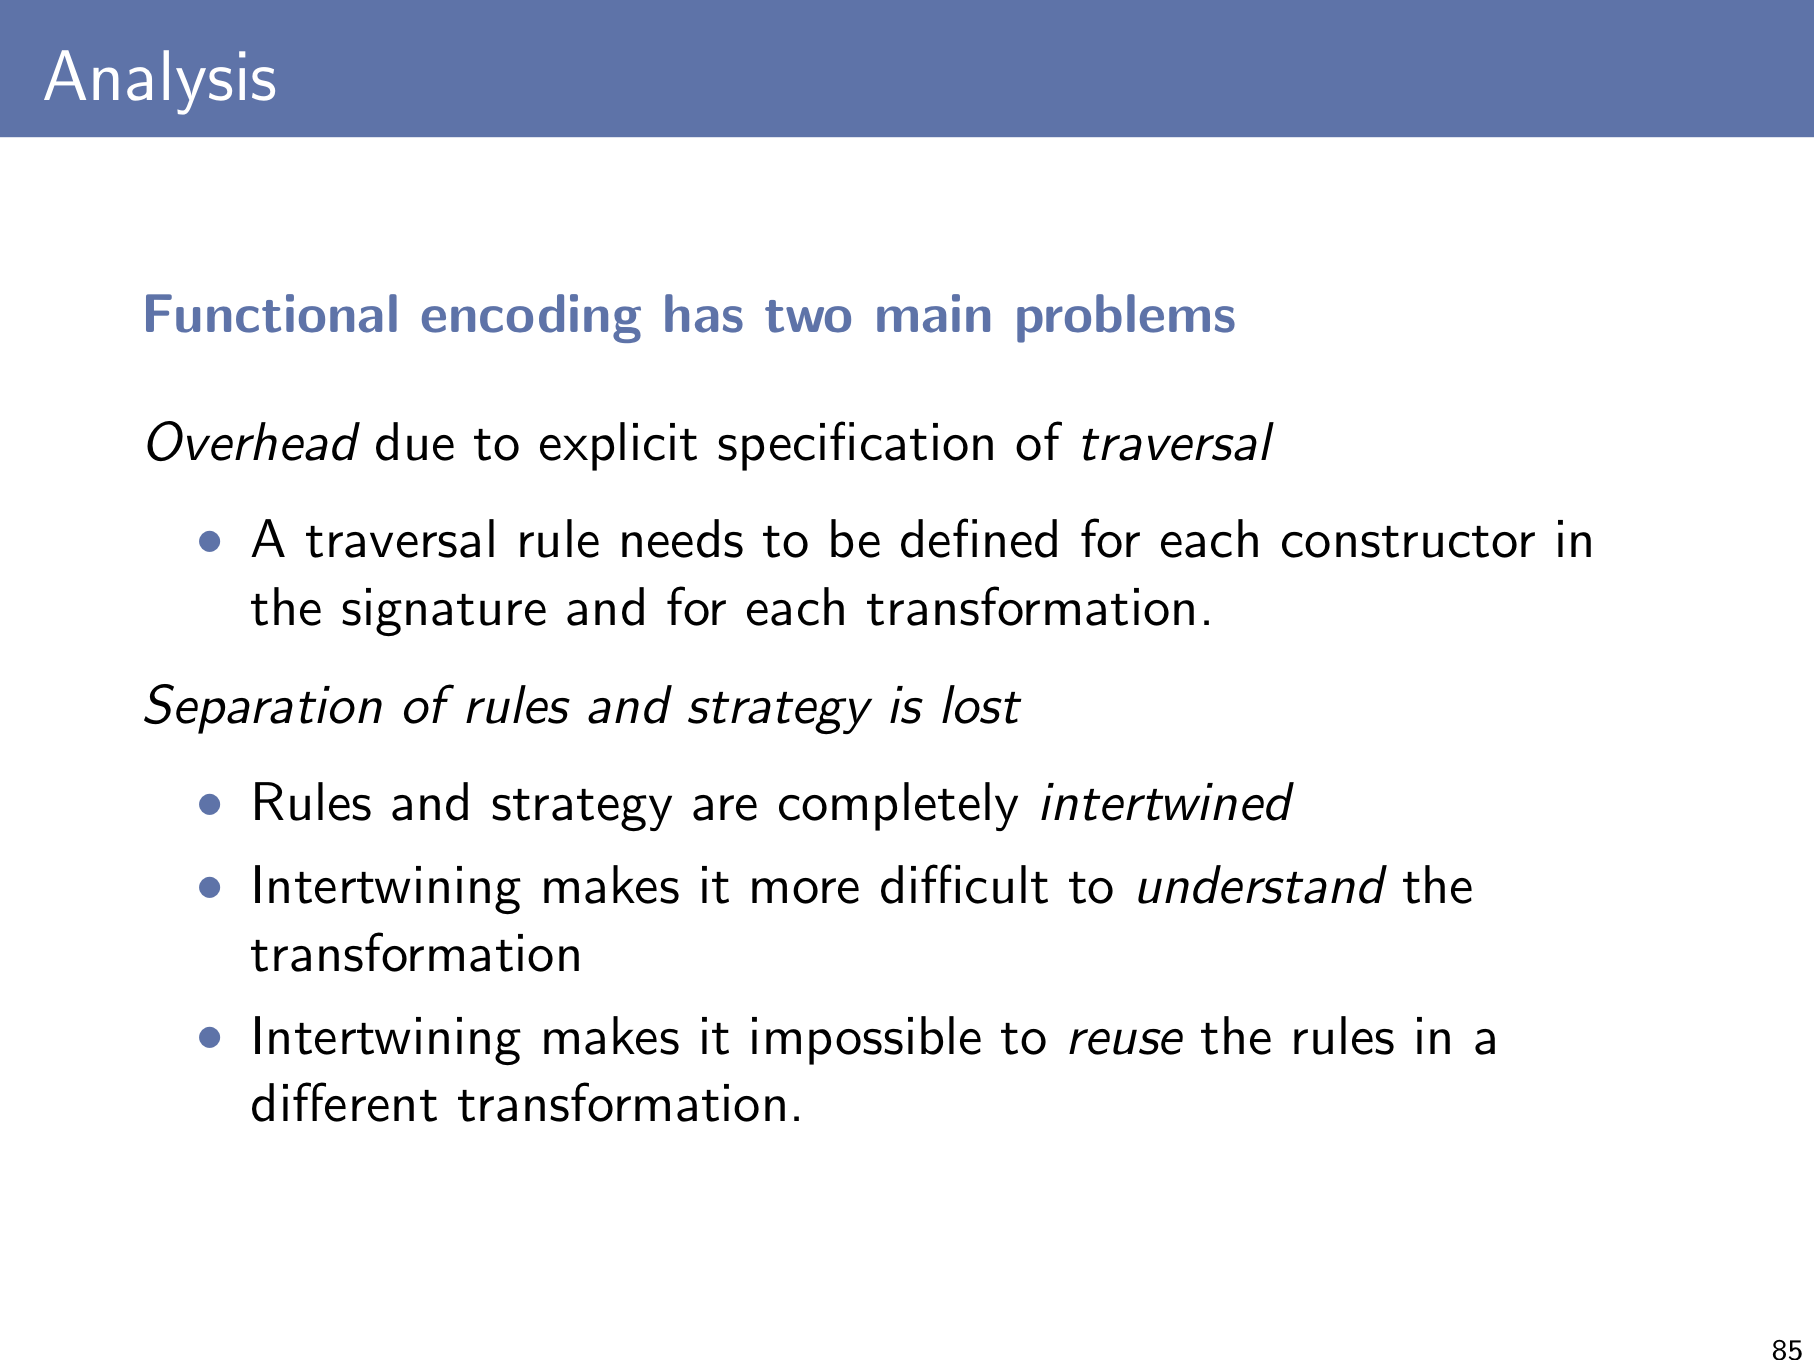 Analysis
Functional encoding has two main problems
Overhead due to explicit specification of traversal
• A traversal rule needs to be defined for each constructor in
the signature and for each transformation.
Separation of rules and strategy is lost
• Rules and strategy are completely intertwined
• Intertwining makes it more difficult to understand the
transformation
• Intertwining makes it impossible to reuse the rules in a
different transformation.
85